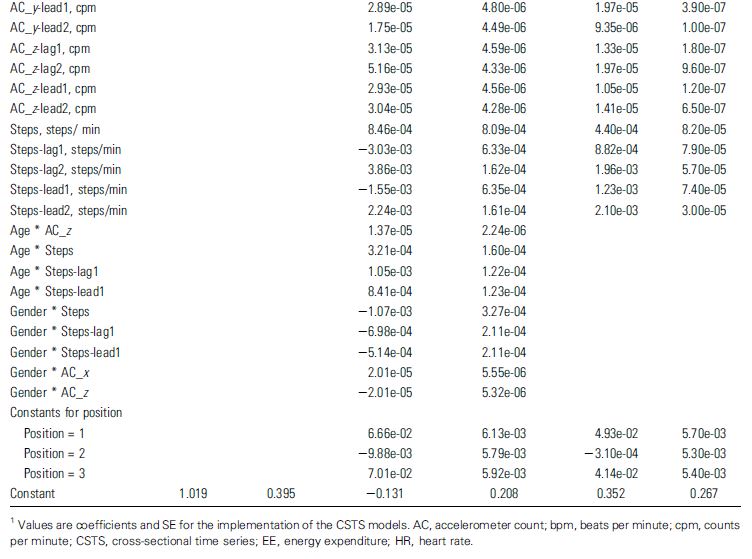 AC_y-lead1, cpm 2.89e-05 4.80e-06 1.97e-05 3.90e-07
AC_y-lead2, cpm 1.75e-05 4.49e-06 9.35e-06 1.00e-07
AC_z-lag1, cpm 3.13e-05 4.59e-06 1.33e-05 1.80e-07
AC_z-lag2, cpm 5.16e-05 4.33e-06 1.97e-05 9.60e-07
AC_z-lead1, cpm 2.93e-05 4.56e-06 1.05e-05 1.20e-07
AC_z-lead2, cpm 3.04e-05 4.28e-06 1.41e-05 6.50e-07
Steps, steps/ min 8.46e-04 8.09e-04 4.40e-04 8.20e-05
Steps-lag1, steps/min −3.03e-03 6.33e-04 8.82e-04 7.90e-05
Steps-lag2, steps/min 3.86e-03 1.62e-04 1.96e-03 5.70e-05
Steps-lead1, steps/min −1.55e-03 6.35e-04 1.23e-03 7.40e-05
Steps-lead2, steps/min 2.24e-03 1.61e-04 2.10e-03 3.00e-05
Age * AC_z 1.37e-05 2.24e-06
Age * Steps 3.21e-04 1.60e-04
Age * Steps-lag1 1.05e-03 1.22e-04
Age * Steps-lead1 8.41e-04 1.23e-04
Gender * Steps −1.07e-03 3.27e-04
Gender * Steps-lag1 −6.98e-04 2.11e-04
Gender * Steps-lead1 −5.14e-04 2.11e-04
Gender * AC_x 2.01e-05 5.55e-06
Gender * AC_z −2.01e-05 5.32e-06
Constants for position
Position = 1 6.66e-02 6.13e-03 4.93e-02 5.70e-03
Position = 2 −9.88e-03 5.79e-03 −3.10e-04 5.30e-03
Position = 3 7.01e-02 5.92e-03 4.14e-02 5.40e-03
Constant 1.019 0.395 −0.131 0.208 0.352 0.267
1 Values are coefficients and SE for the implementation of the CSTS models. AC, accelerometer count; bpm, beats per minute; cpm, counts
per minute; CSTS, cross-sectional time series; EE, energy expenditure; HR, heart rate.